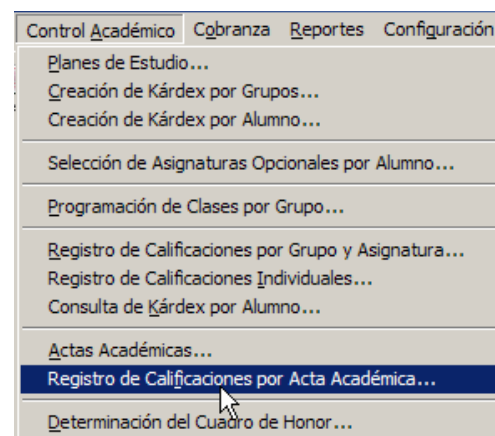 Control Académico Cobranza Reportes Configuración
Planes de Estudio...
Creación de Kárdex por Grupos...
Creación de Kárdex por Alumno...
Selección de Asignaturas Opcionales por Alumno...
Programación de Clases por Grupo...
Registro de Calificaciones por Grupo y Asignatura...
Registro de Calificaciones Individuales...
Consulta de Kárdex por Alumno...
Actas Académicas...
Registro de Calificaciones por Acta Académica...
Determinación del Cuadro de Honor...